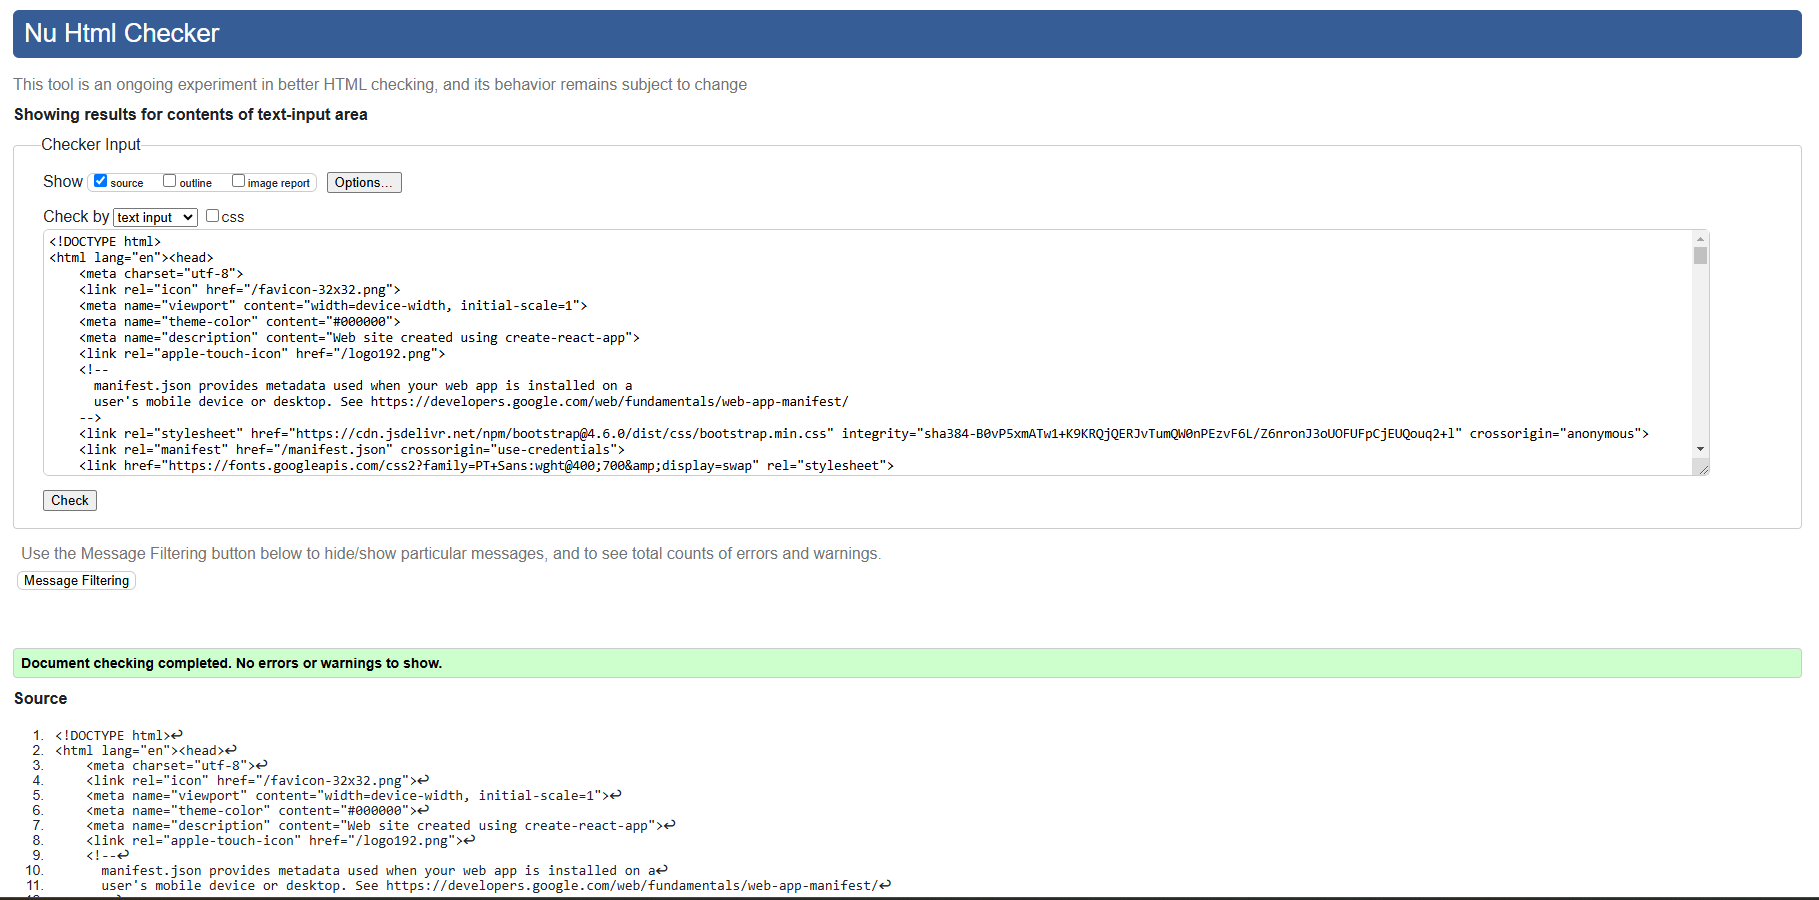 Nu Html Checker
This tool is an ongoing experiment in better HTML checking, and its behavior remains subject to change
Showing results for contents of text-input area
Checker Input
Show source outline image report Options...
Check by text input css
<!DOCTYPE html>
<html lang="en"><head>
    <meta charset="utf-8">
    <link rel="icon" href="/favicon-32x32.png">
    <meta name="viewport" content="width=device-width, initial-scale=1">
    <meta name="theme-color" content="#000000">
    <meta name="description" content="Web site created using create-react-app">
    <link rel="apple-touch-icon" href="/logo192.png">
    <!--
      manifest.json provides metadata used when your web app is installed on a
      user's mobile device or desktop. See https://developers.google.com/web/fundamentals/web-app-manifest/
    -->
    <link rel="stylesheet" href="https://cdn.jsdelivr.net/npm/bootstrap@4.6.0/dist/css/bootstrap.min.css" integrity="sha384-B0vP5xmATw1+K9KRQjQERJvTumQW0nPEzvF6L/Z6nronJ3oUOFUFpCjEUQouq2+l" crossorigin="anonymous">
    <link rel="manifest" href="/manifest.json" crossorigin="use-credentials">
    <link href="https://fonts.googleapis.com/css2?family=PT+Sans:wght@400;700&amp;display=swap" rel="stylesheet">
Check
Use the Message Filtering button below to hide/show particular messages, and to see total counts of errors and warnings.
Message Filtering
Document checking completed. No errors or warnings to show.
Source
1. <!DOCTYPE html>↩
2. <html lang="en"><head>↩
3.     <meta charset="utf-8">↩
4.     <link rel="icon" href="/favicon-32x32.png">↩
5.     <meta name="viewport" content="width=device-width, initial-scale=1">↩
6.     <meta name="theme-color" content="#000000">↩
7.     <meta name="description" content="Web site created using create-react-app">↩
8.     <link rel="apple-touch-icon" href="/logo192.png">↩
9.     <!--↩
10.       manifest.json provides metadata used when your web app is installed on a↩
11.       user's mobile device or desktop. See https://developers.google.com/web/fundamentals/web-app-manifest/↩